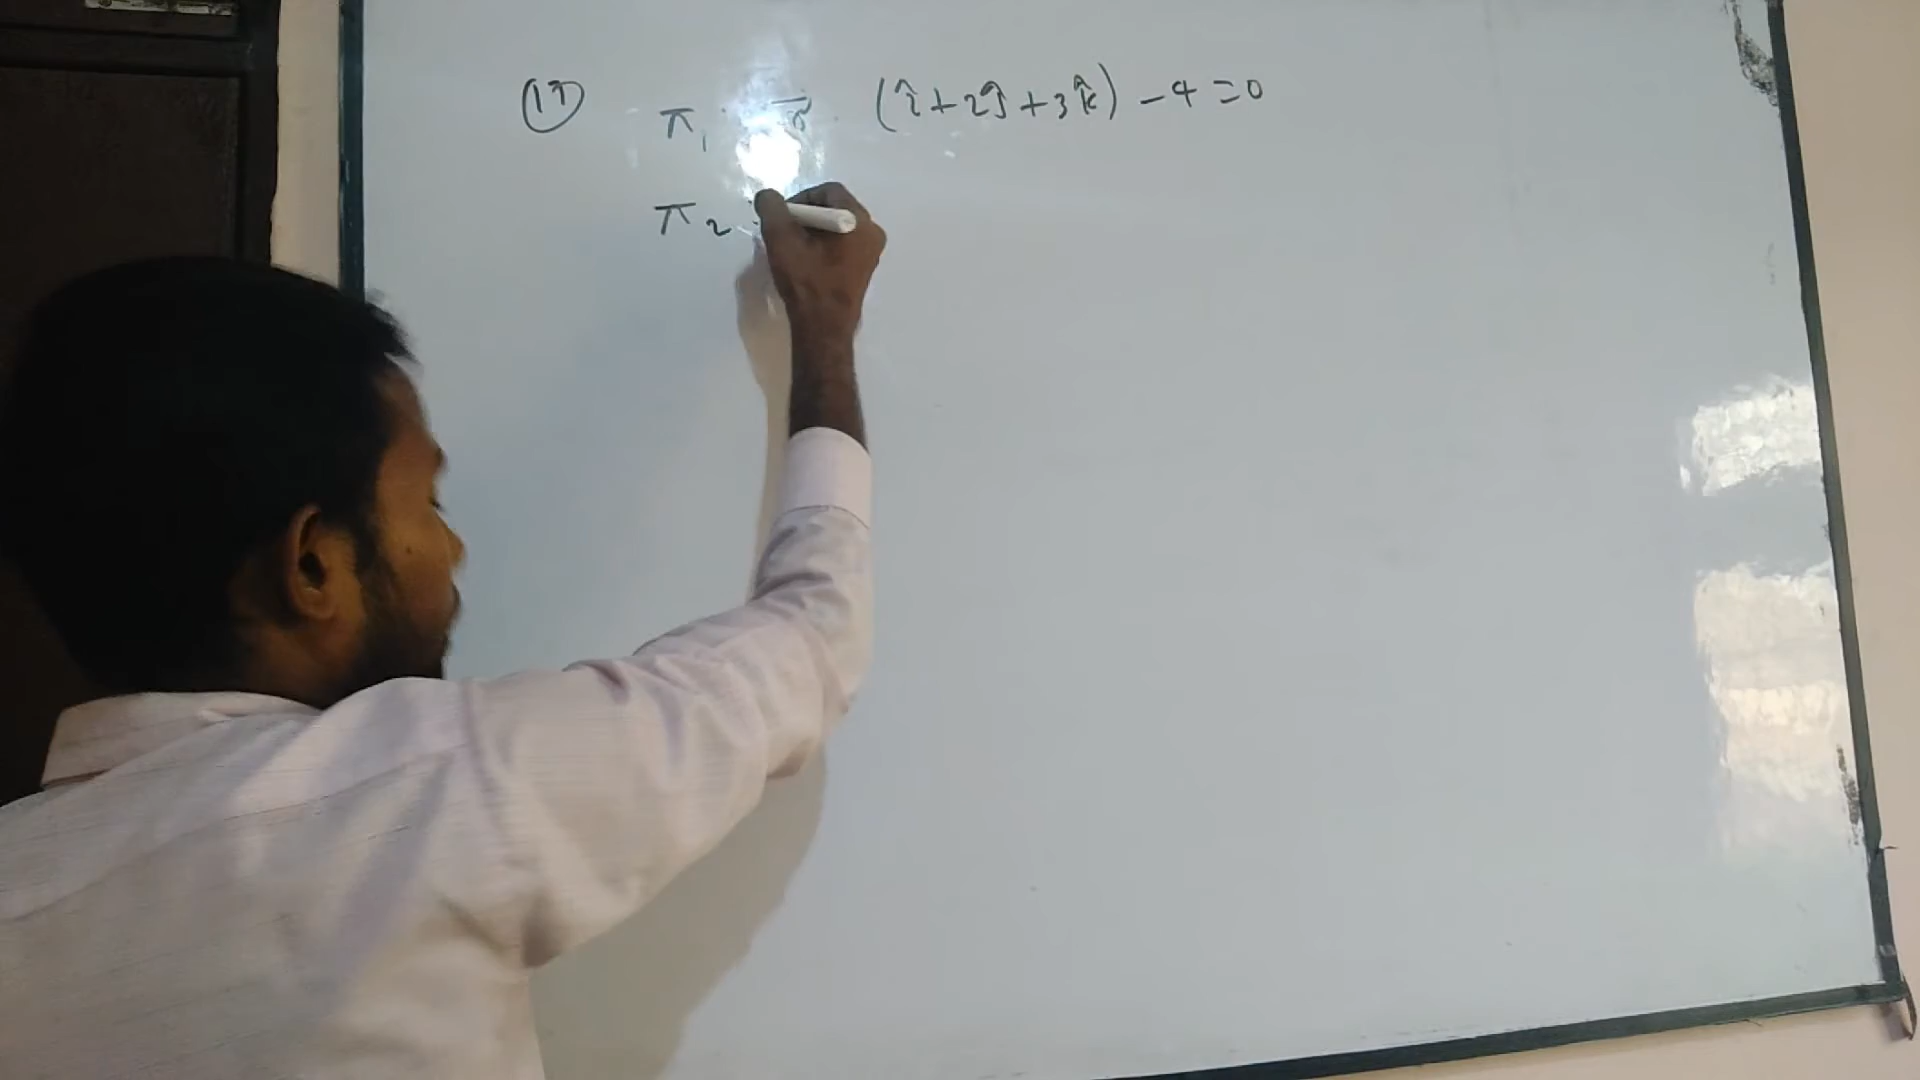 (17) π₁ : r⃗ · (î + 2ĵ + 3k̂) - 4 = 0
π₂ :